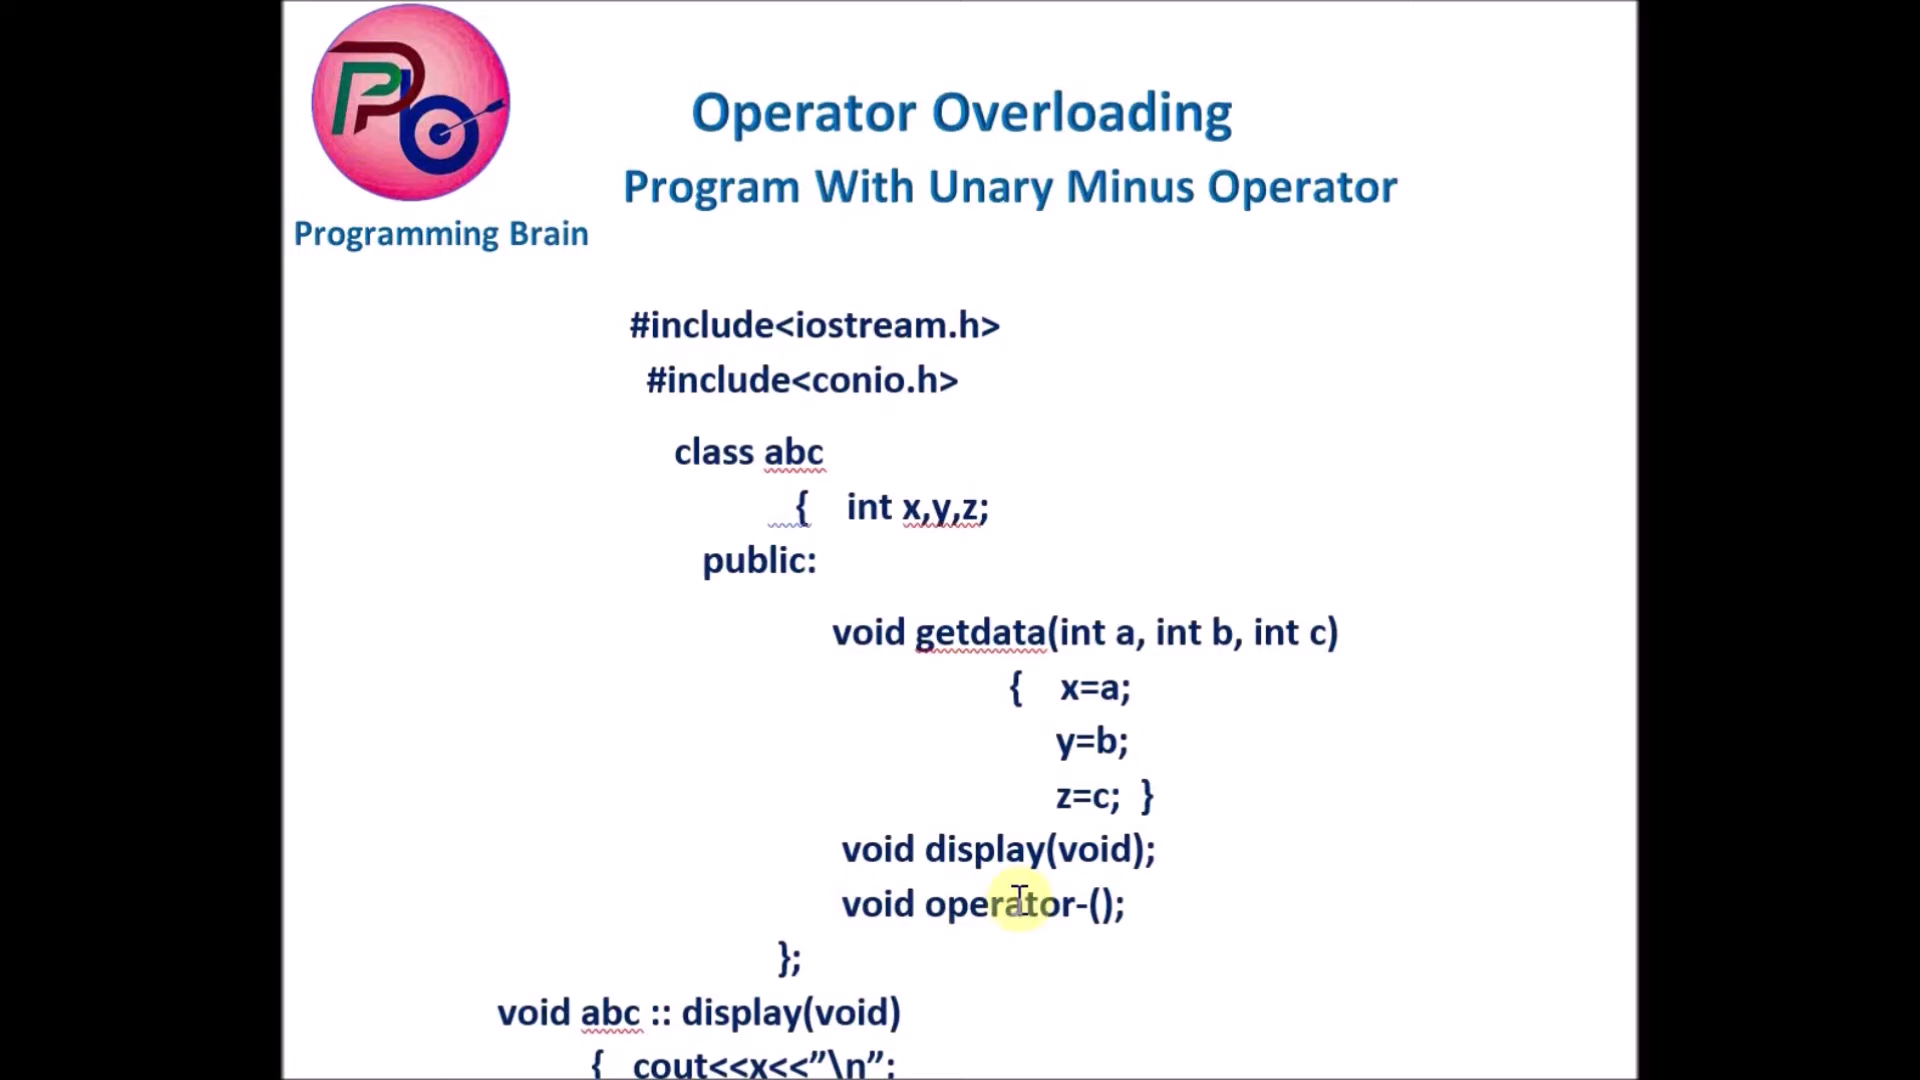 Operator Overloading
Program With Unary Minus Operator
Programming Brain
#include<iostream.h>
#include<conio.h>
class abc
{ int x,y,z;
public:
void getdata(int a, int b, int c)
{ x=a;
y=b;
z=c; }
void display(void);
void operator-();
};
void abc :: display(void)
{ cout<<x<<”\n”;